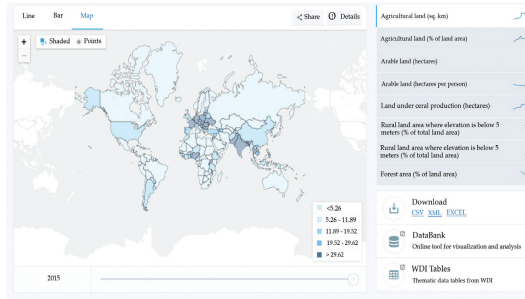 Line Bar Map
Share Details
+ Shaded Points
−
<5.26
5.26 - 11.89
11.89 - 19.52
19.52 - 29.62
> 29.62
2015
Agricultural land (sq. km)
Agricultural land (% of land area)
Arable land (hectares)
Arable land (hectares per person)
Land under ceral production (hectares)
Rural land area where elevation is below 5
meters (% of total land area)
Rural land area where elevation is below 5
meters (% of total land area)
Forest area (% of land area)
Download
CSV XML EXCEL
DataBank
Online tool for visualization and analysis
WDI Tables
Thematic data tables from WDI